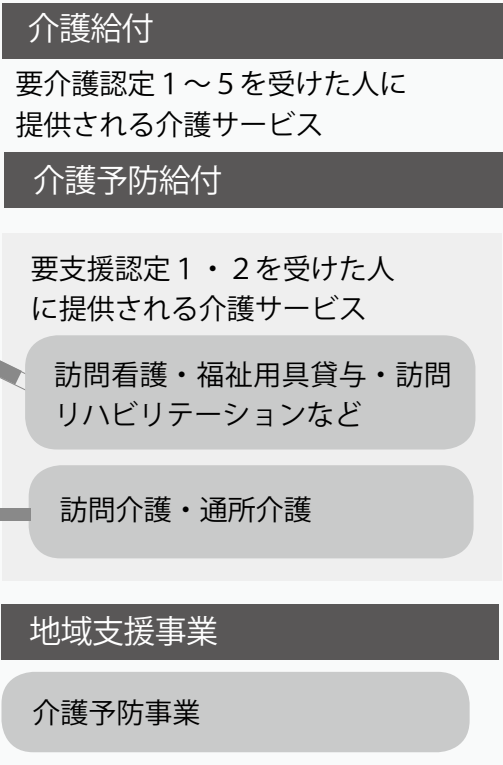 介護給付
要介護認定１～５を受けた人に
提供される介護サービス
介護予防給付
要支援認定１・２を受けた人
に提供される介護サービス
訪問看護・福祉用具貸与・訪問
リハビリテーションなど
訪問介護・通所介護
地域支援事業
介護予防事業